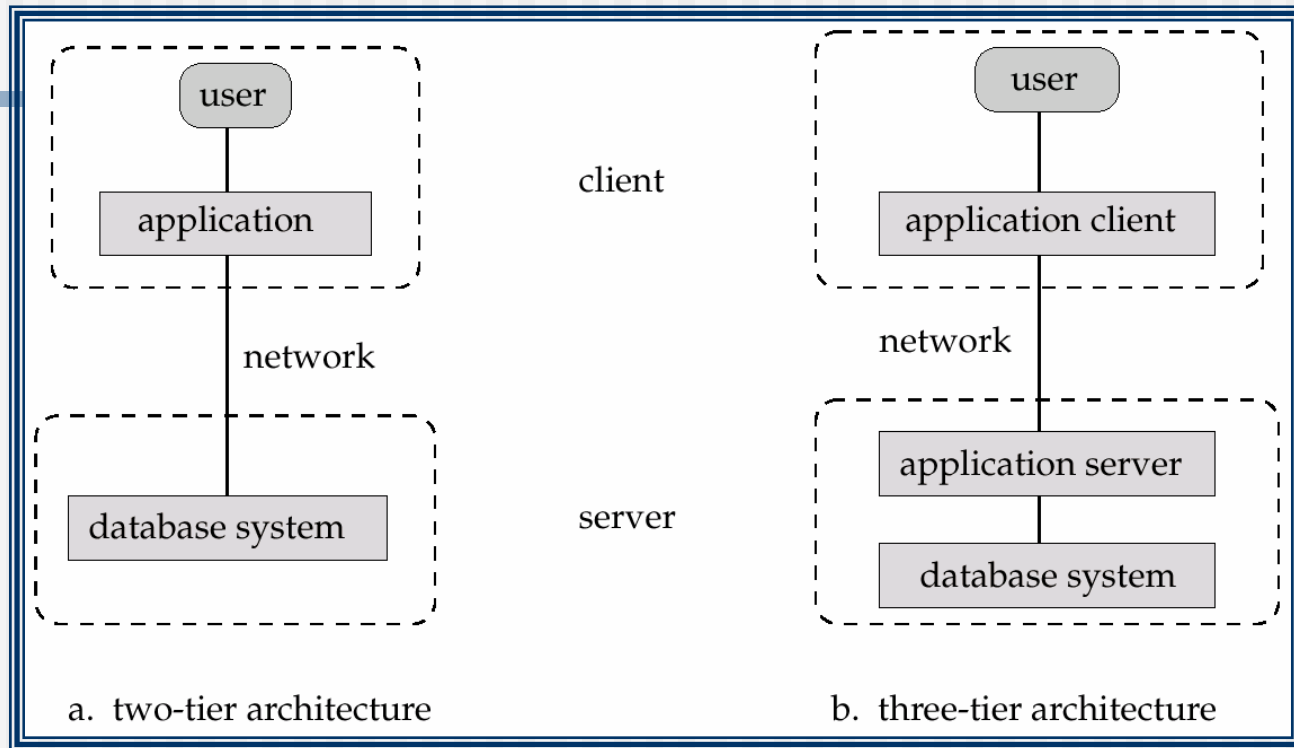 user
application
network
database system
a. two-tier architecture
client
server
user
application client
network
application server
database system
b. three-tier architecture